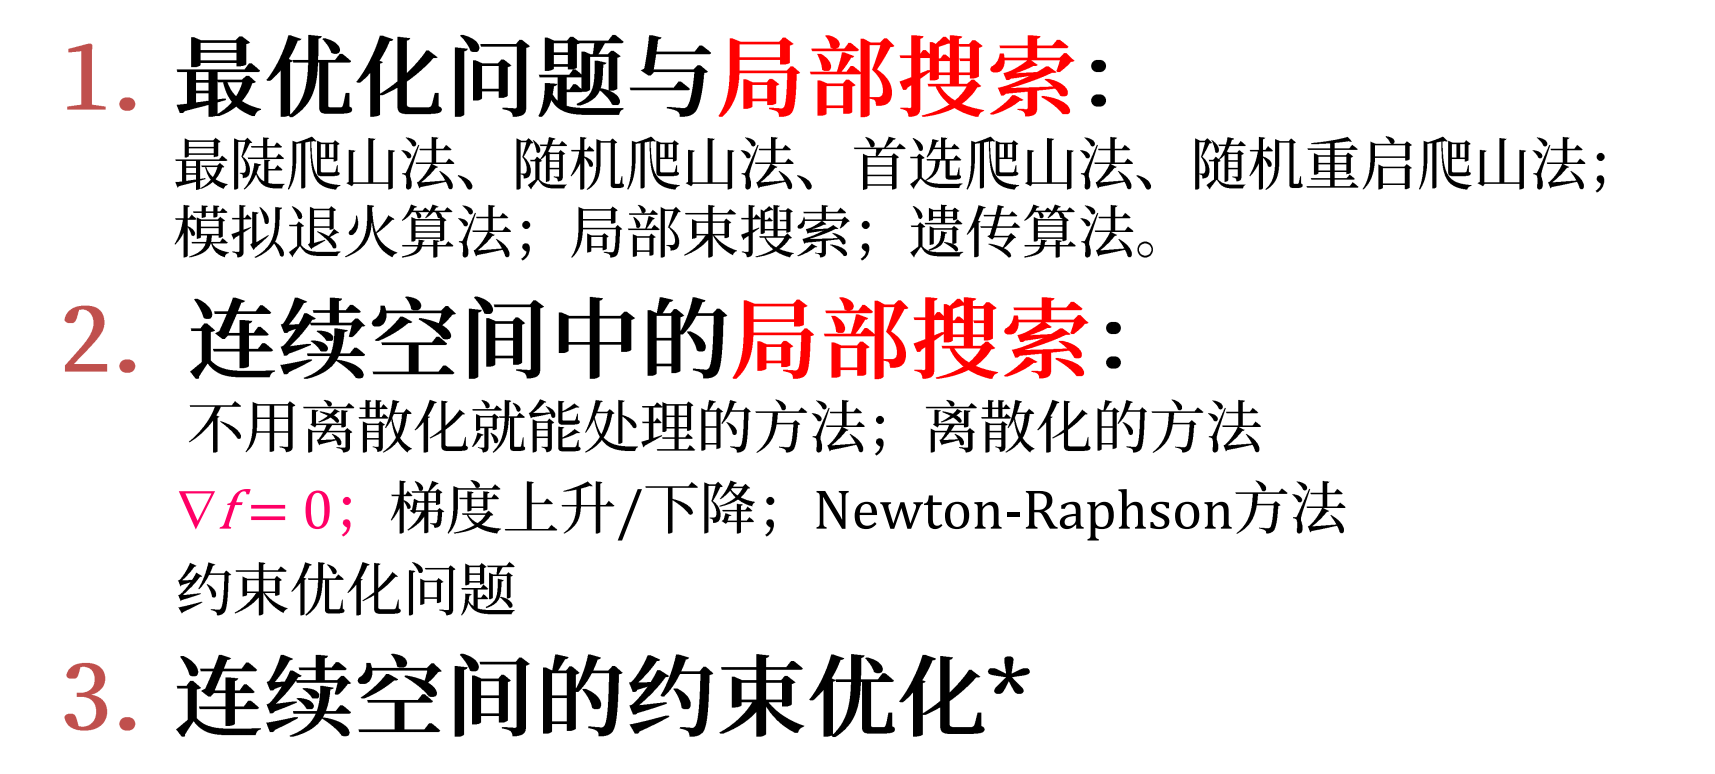 1. 最优化问题与局部搜索：
最陡爬山法、随机爬山法、首选爬山法、随机重启爬山法；
模拟退火算法；局部束搜索；遗传算法。
2. 连续空间中的局部搜索：
不用离散化就能处理的方法；离散化的方法
∇f = 0；梯度上升/下降；Newton-Raphson方法
约束优化问题
3. 连续空间的约束优化*